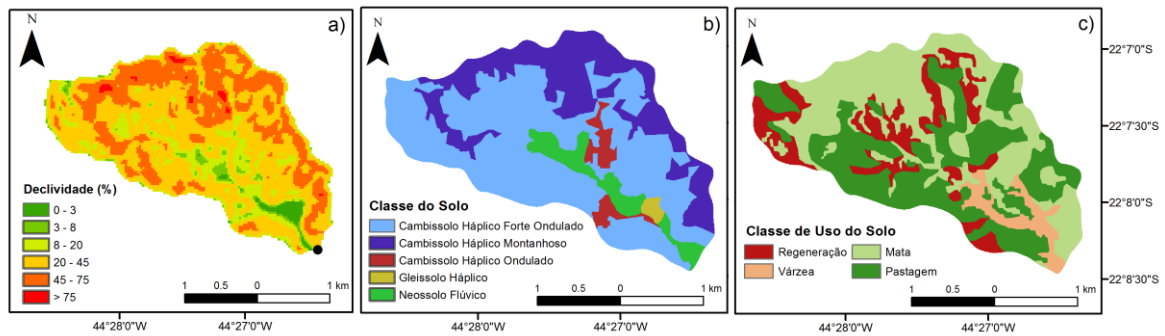 a)
N
Declividade (%)
0 - 3
3 - 8
8 - 20
20 - 45
45 - 75
> 75
1 0.5 0 1 km
44°28'0"W 44°27'0"W
b)
N
Classe do Solo
Cambissolo Háplico Forte Ondulado
Cambissolo Háplico Montanhoso
Cambissolo Háplico Ondulado
Gleissolo Háplico
Neossolo Flúvico
1 0.5 0 1 km
44°28'0"W 44°27'0"W
c)
N
Classe de Uso do Solo
Regeneração Mata
Várzea Pastagem
1 0.5 0 1 km
44°28'0"W 44°27'0"W
22°7'0"S
22°7'30"S
22°8'0"S
22°8'30"S